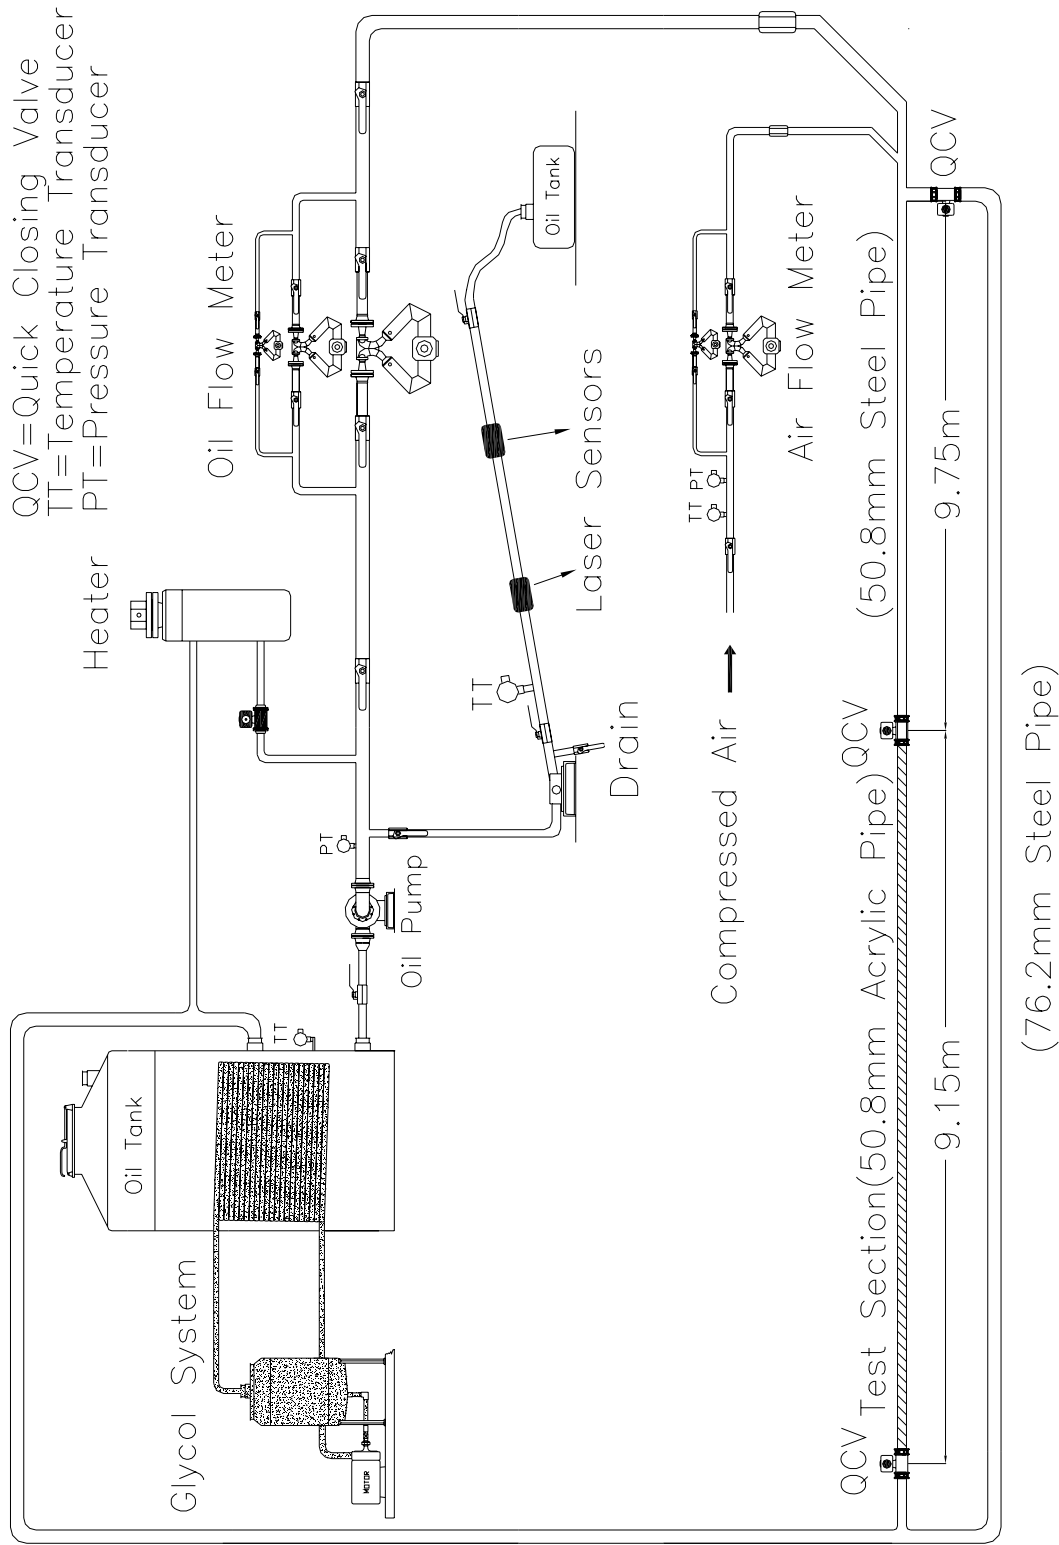 QCV=Quick Closing Valve
TT=Temperature Transducer
PT=Pressure Transducer
Heater
Oil Flow Meter
Oil Tank
Laser Sensors
TT
Drain
PT
Oil Pump
TT
Oil Tank
Glycol System
MOTOR
Compressed Air
TT PT
Air Flow Meter
QCV
(50.8mm Steel Pipe)
QCV
Test Section(50.8mm Acrylic Pipe)
QCV
9.15m
9.75m
(76.2mm Steel Pipe)